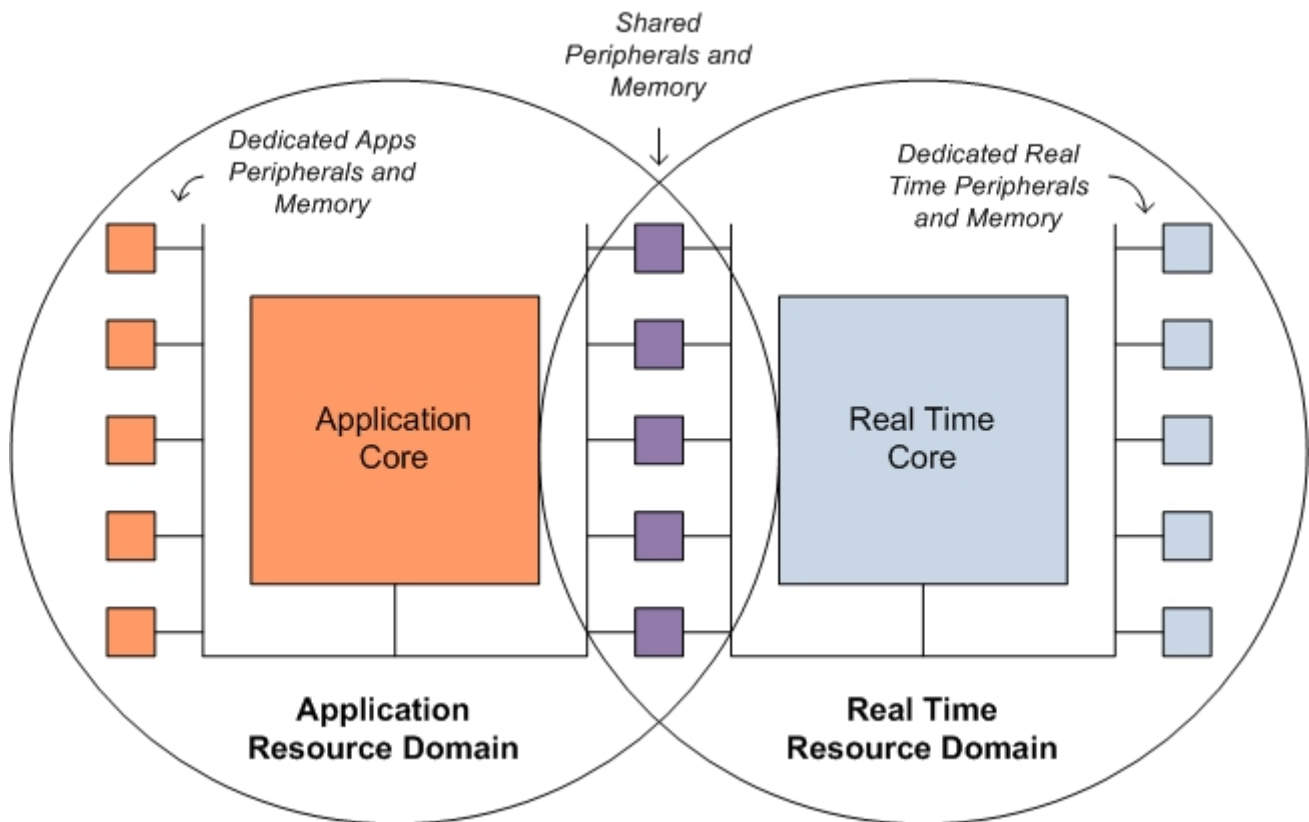 Shared
Peripherals and
Memory
Dedicated Apps
Peripherals and
Memory
Dedicated Real
Time Peripherals
and Memory
Application
Core
Real Time
Core
Application
Resource Domain
Real Time
Resource Domain